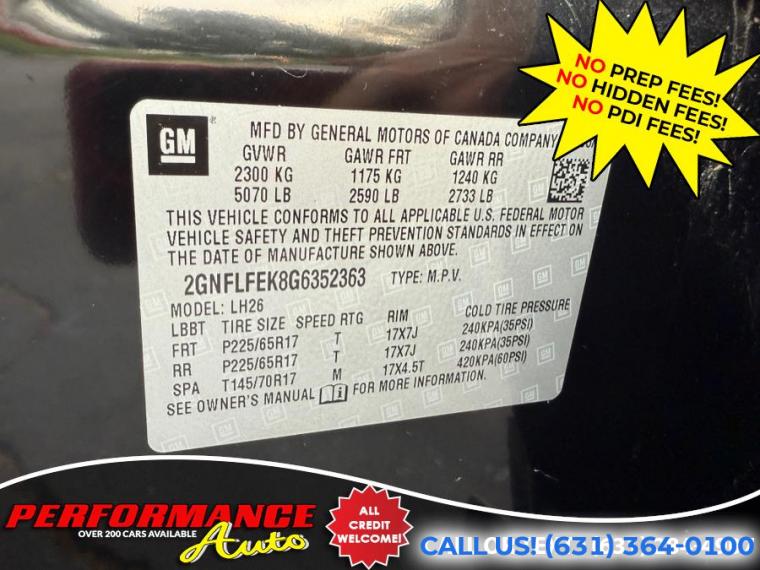 NO PREP FEES!
NO HIDDEN FEES!
NO PDI FEES!
GM
MFD BY GENERAL MOTORS OF CANADA COMPANY
GVWR GAWR FRT GAWR RR
2300 KG 1175 KG 1240 KG
5070 LB 2590 LB 2733 LB
THIS VEHICLE CONFORMS TO ALL APPLICABLE U.S. FEDERAL MOTOR
VEHICLE SAFETY AND THEFT PREVENTION STANDARDS IN EFFECT ON
THE DATE OF MANUFACTURE SHOWN ABOVE.
2GNFLFEK8G6352363 TYPE: M.P.V.
MODEL: LH26
LBBT TIRE SIZE SPEED RTG RIM COLD TIRE PRESSURE
FRT P225/65R17 T 17X7J 240KPA(35PSI)
RR P225/65R17 T 17X7J 240KPA(35PSI)
SPA T145/70R17 M 17X4.5T 420KPA(60PSI)
SEE OWNER'S MANUAL FOR MORE INFORMATION.
PERFORMANCE
OVER 200 CARS AVAILABLE Auto
ALL
CREDIT
WELCOME!
CALL US! (631) 364-0100